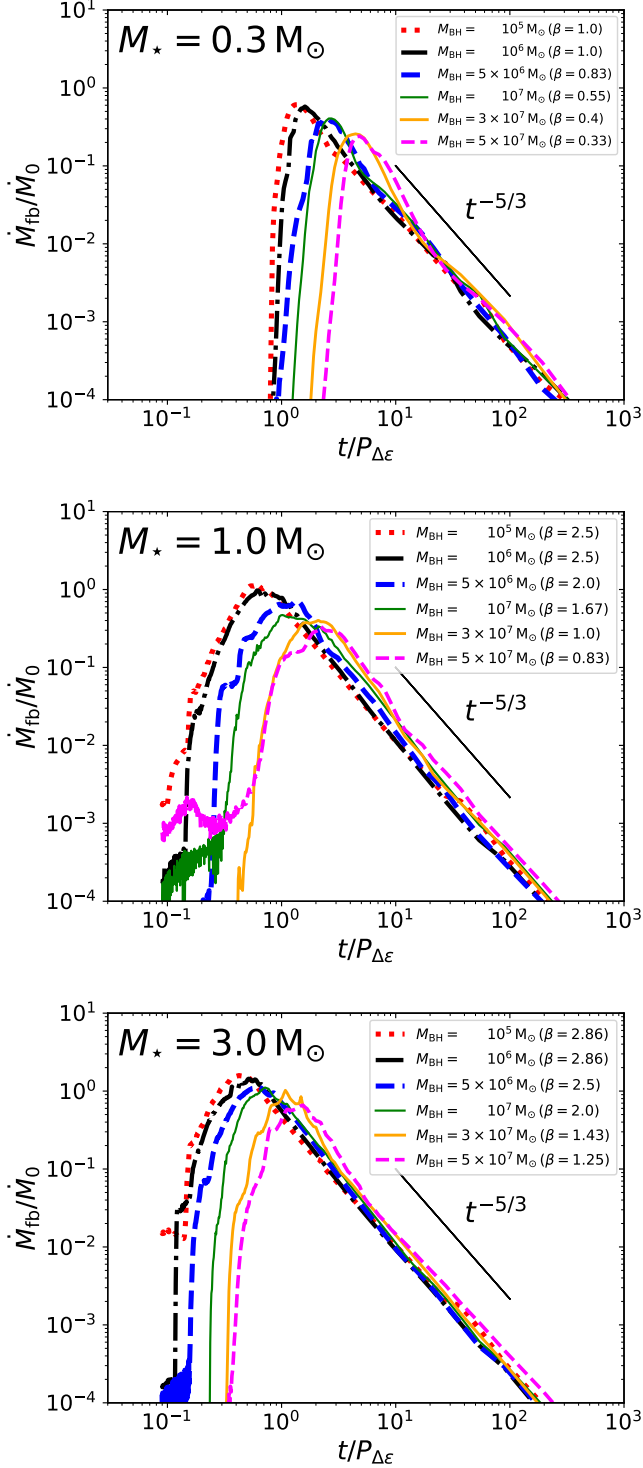 M⋆ = 0.3 M⊙
M_BH = 10^5 M⊙ (β = 1.0)
M_BH = 10^6 M⊙ (β = 1.0)
M_BH = 5 × 10^6 M⊙ (β = 0.83)
M_BH = 10^7 M⊙ (β = 0.55)
M_BH = 3 × 10^7 M⊙ (β = 0.4)
M_BH = 5 × 10^7 M⊙ (β = 0.33)
t^{-5/3}
10^1
10^0
10^{-1}
10^{-2}
10^{-3}
10^{-4}
Ṁ_fb/Ṁ_0
10^{-1} 10^0 10^1 10^2 10^3
t/P_Δε
M⋆ = 1.0 M⊙
M_BH = 10^5 M⊙ (β = 2.5)
M_BH = 10^6 M⊙ (β = 2.5)
M_BH = 5 × 10^6 M⊙ (β = 2.0)
M_BH = 10^7 M⊙ (β = 1.67)
M_BH = 3 × 10^7 M⊙ (β = 1.0)
M_BH = 5 × 10^7 M⊙ (β = 0.83)
t^{-5/3}
10^1
10^0
10^{-1}
10^{-2}
10^{-3}
10^{-4}
Ṁ_fb/Ṁ_0
10^{-1} 10^0 10^1 10^2 10^3
t/P_Δε
M⋆ = 3.0 M⊙
M_BH = 10^5 M⊙ (β = 2.86)
M_BH = 10^6 M⊙ (β = 2.86)
M_BH = 5 × 10^6 M⊙ (β = 2.5)
M_BH = 10^7 M⊙ (β = 2.0)
M_BH = 3 × 10^7 M⊙ (β = 1.43)
M_BH = 5 × 10^7 M⊙ (β = 1.25)
t^{-5/3}
10^1
10^0
10^{-1}
10^{-2}
10^{-3}
10^{-4}
Ṁ_fb/Ṁ_0
10^{-1} 10^0 10^1 10^2 10^3
t/P_Δε